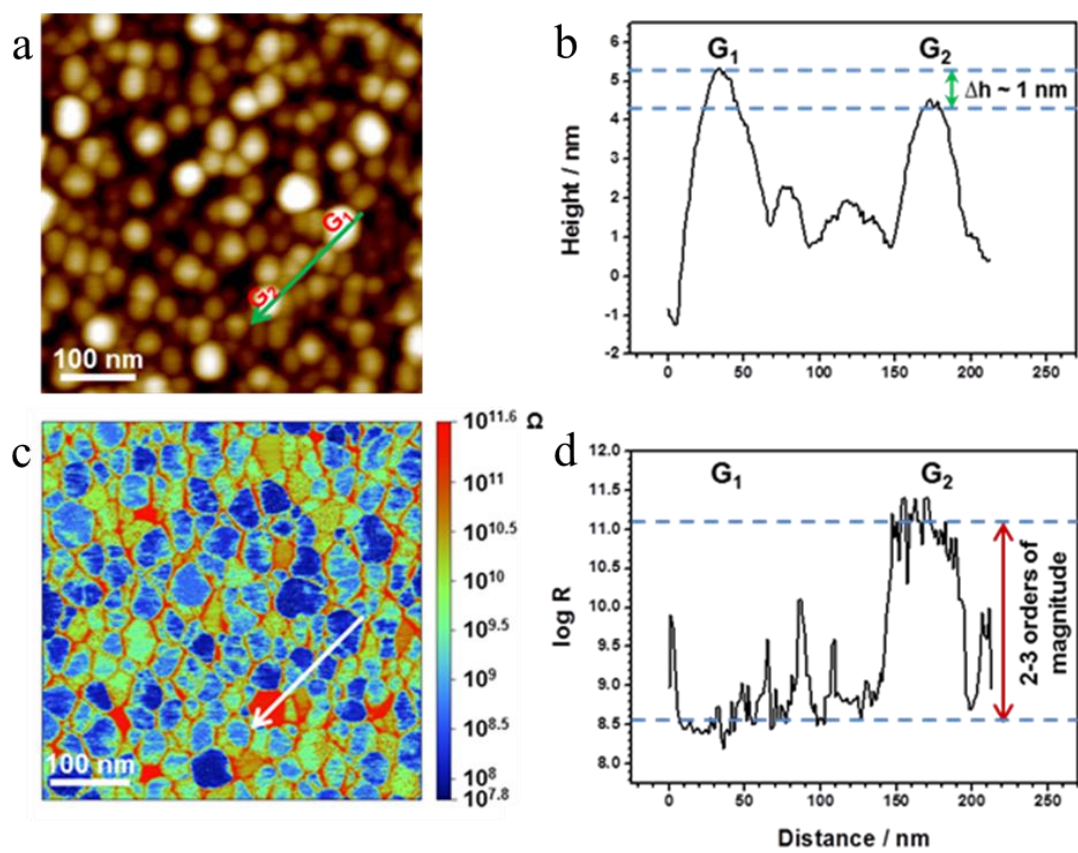 a
G₁
G₂
100 nm
b
6
5
4
3
2
1
0
-1
-2
Height / nm
G₁
G₂
Δh ~ 1 nm
0
50
100
150
200
250
c
100 nm
10^11.6 Ω
10^11
10^10.5
10^10
10^9.5
10^9
10^8.5
10^8
10^7.8
d
12.0
11.5
11.0
10.5
10.0
9.5
9.0
8.5
8.0
log R
G₁
G₂
2-3 orders of
magnitude
0
50
100
150
200
250
Distance / nm